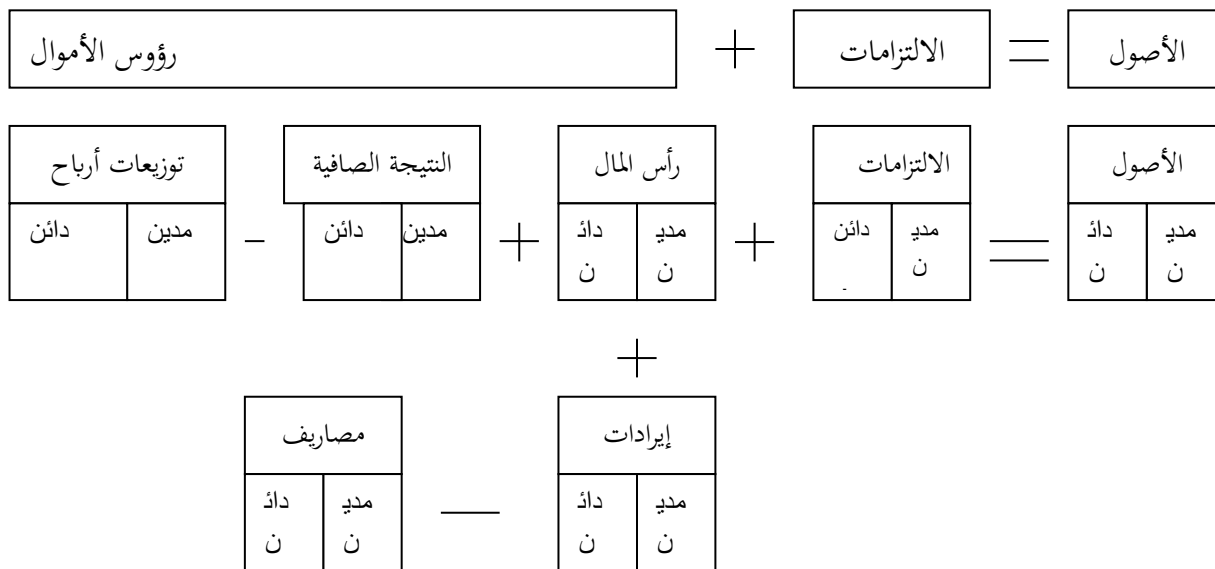 الأصول = الالتزامات + رؤوس الأموال
الأصول الالتزامات رأس المال النتيجة الصافية توزيعات أرباح
مدين دائن = مدين دائن + مدين دائن + مدين دائن - مدين دائن
+
إيرادات مصاريف
مدين دائن — مدين دائن